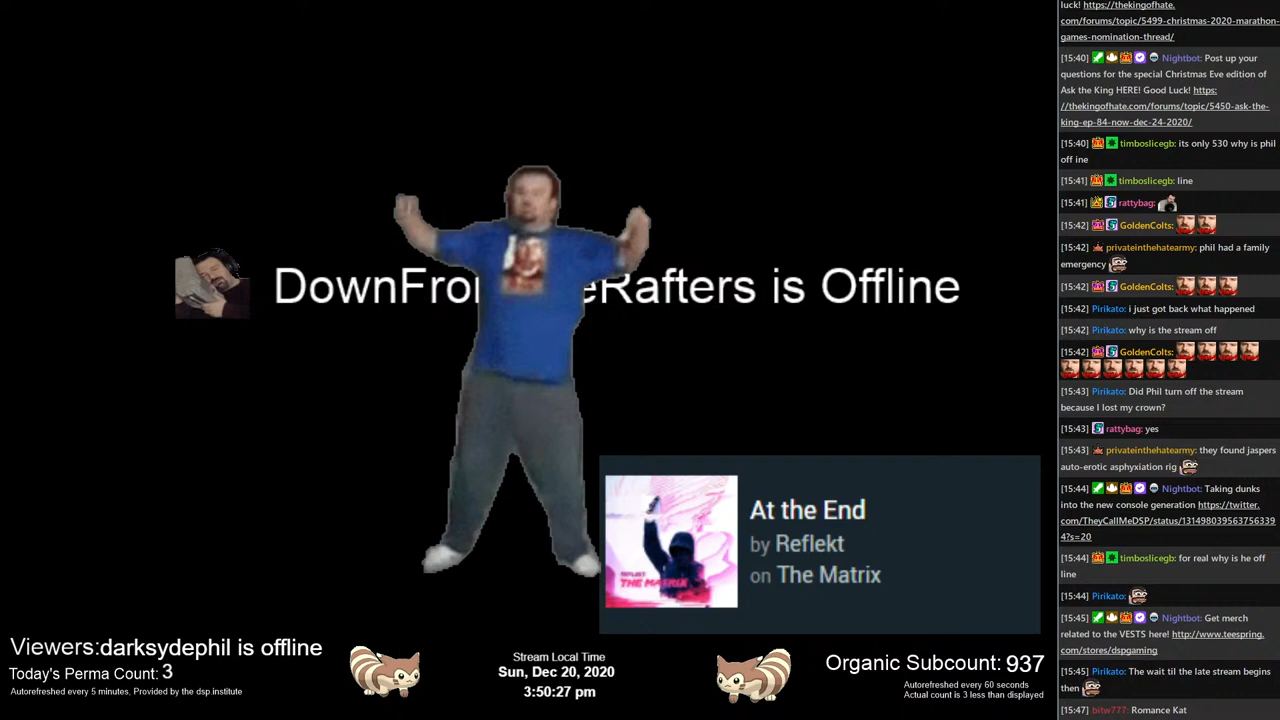 DownFro eRafters is Offline
At the End
by Reflekt
on The Matrix
REFLEKT
THE MATRIX
Viewers:darksydephil is offline
Today's Perma Count: 3
Autorefreshed every 5 minutes, Provided by the dsp.institute
Stream Local Time
Sun, Dec 20, 2020
3:50:27 pm
Organic Subcount: 937
Autorefreshed every 60 seconds
Actual count is 3 less than displayed
luck! https://thekingofhate.
com/forums/topic/5499-christmas-2020-marathon-
games-nomination-thread/
[15:40] Nightbot: Post up your
questions for the special Christmas Eve edition of
Ask the King HERE! Good Luck! https:
//thekingofhate.com/forums/topic/5450-ask-the-
king-ep-84-now-dec-24-2020/
[15:40] timboslicegb: its only 530 why is phil
off ine
[15:41] timboslicegb: line
[15:41] rattybag:
[15:42] GoldenColts:
[15:42] privateinthehatearmy: phil had a family
emergency
[15:42] GoldenColts:
[15:42] Pirikato: i just got back what happened
[15:42] Pirikato: why is the stream off
[15:42] GoldenColts:
[15:43] Pirikato: Did Phil turn off the stream
because I lost my crown?
[15:43] rattybag: yes
[15:43] privateinthehatearmy: they found jaspers
auto-erotic asphyxiation rig
[15:44] Nightbot: Taking dunks
into the new console generation https://twitter.
com/TheyCallMeDSP/status/131498039563756339
4?s=20
[15:44] timboslicegb: for real why is he off
line
[15:44] Pirikato:
[15:45] Nightbot: Get merch
related to the VESTS here! http://www.teespring.
com/stores/dspgaming
[15:45] Pirikato: The wait til the late stream begins
then
[15:47] bitw777: Romance Kat